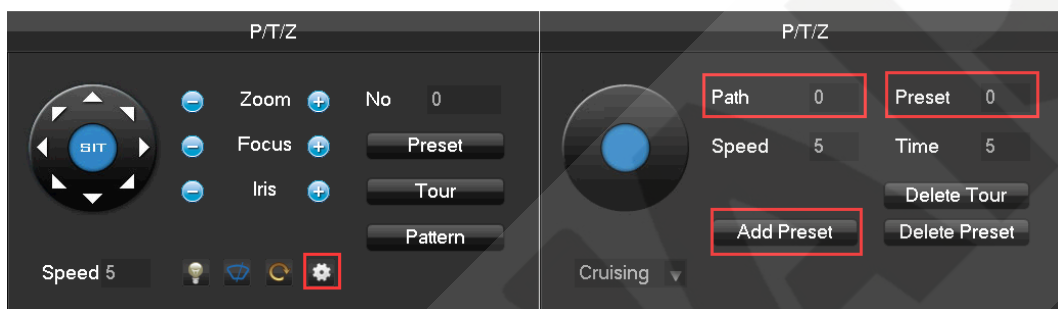 P/T/Z
Zoom No 0
SIT Focus Preset
Iris Tour
Pattern
Speed 5
P/T/Z
Path 0 Preset 0
Speed 5 Time 5
Delete Tour
Add Preset Delete Preset
Cruising